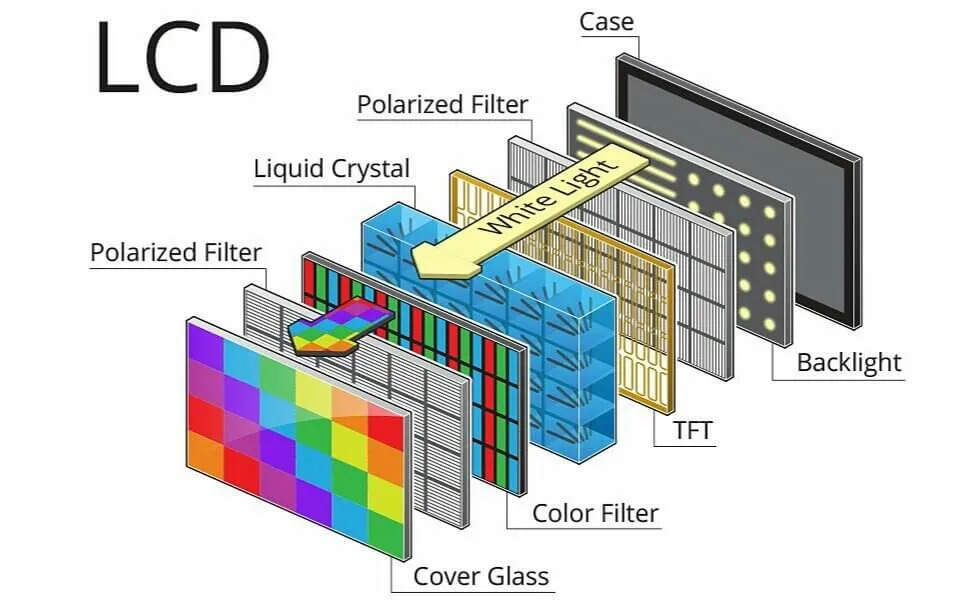 LCD
Case
Polarized Filter
White Light
Liquid Crystal
Polarized Filter
Backlight
TFT
Color Filter
Cover Glass